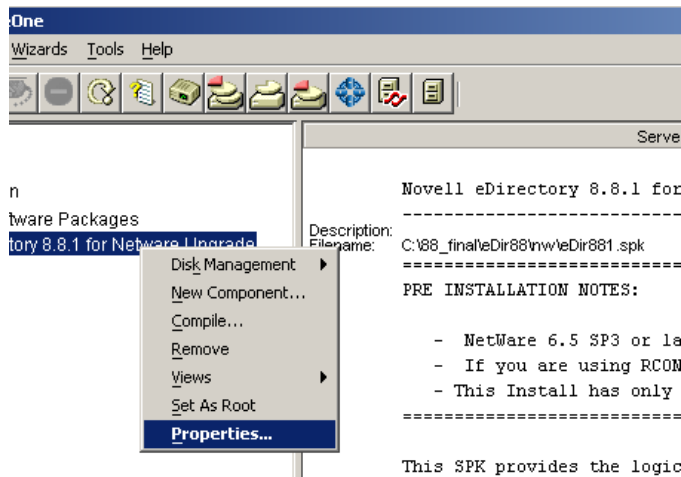 :One
Wizards Tools Help
Serve
n
tware Packages
tory 8.8.1 for Netware Upgrade
Disk Management
New Component...
Compile...
Remove
Views
Set As Root
Properties...
Novell eDirectory 8.8.1 for
----------------------------
Description:
Filename: C:\88_final\eDir88\nw\eDir881.spk
============================
PRE INSTALLATION NOTES:
- NetWare 6.5 SP3 or la
- If you are using RCON
- This Install has only
============================
This SPK provides the logic